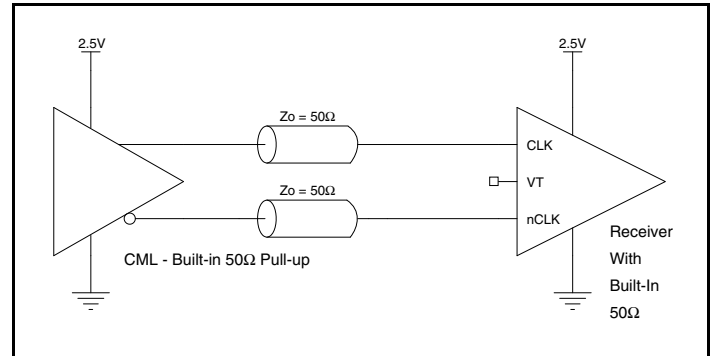 2.5V
2.5V
Zo = 50Ω
CLK
VT
Zo = 50Ω
nCLK
CML - Built-in 50Ω Pull-up
Receiver
With
Built-In
50Ω